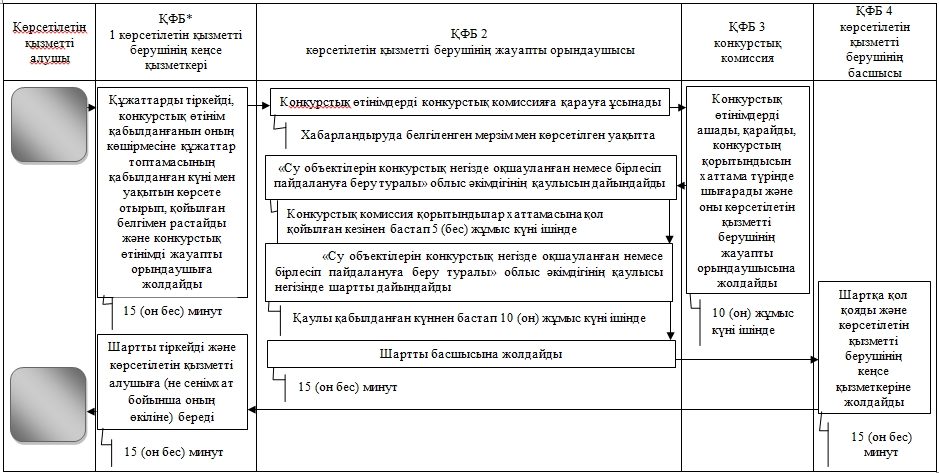 Көрсетілетін
қызметті
алушы
ҚФБ*
1 көрсетілетін қызметті
берушінің кеңсе
қызметкері
ҚФБ 2
көрсетілетін қызметті берушінің жауапты орындаушысы
ҚФБ 3
конкурстық
комиссия
ҚФБ 4
көрсетілетін
қызметті
берушінің
басшысы
Құжаттарды тіркейді,
конкурстық өтінім
қабылданғанын оның
көшірмесіне құжаттар
топтамасының
қабылданған күні мен
уақытын көрсете
отырып, қойылған
белгімен растайды
және конкурстық
өтінімді жауапты
орындаушыға
жолдайды
15 (он бес) минут
Конкурстық өтінімдерді конкурстық комиссияға қарауға ұсынады
Хабарландыруда белгіленген мерзім мен көрсетілген уақытта
«Су объектілерін конкурстық негізде оқшауланған немесе бірлесіп
пайдалануға беру туралы» облыс әкімдігінің қаулысын дайындайды
Конкурстық комиссия қорытындылар хаттамасына қол
қойылған кезінен бастап 5 (бес) жұмыс күні ішінде
«Су объектілерін конкурстық негізде оқшауланған немесе
бірлесіп пайдалануға беру туралы» облыс әкімдігінің қаулысы
негізінде шартты дайындайды
Қаулы қабылданған күннен бастап 10 (он) жұмыс күні ішінде
Шартты басшысына жолдайды
15 (он бес) минут
Конкурстық
өтінімдерді
ашады, қарайды,
конкурстың
қорытындысын
хаттама түрінде
шығарады және
оны көрсетілетін
қызметті
берушінің
жауапты
орындаушысына
жолдайды
10 (он) жұмыс
күні ішінде
Шартқа қол
қояды және
көрсетілетін
қызметті
берушінің
кеңсе
қызметкеріне
жолдайды
15 (он бес)
минут
Шартты тіркейді және
көрсетілетін қызметті
алушыға (не сенімхат
бойынша оның
өкіліне) береді
15 (он бес) минут